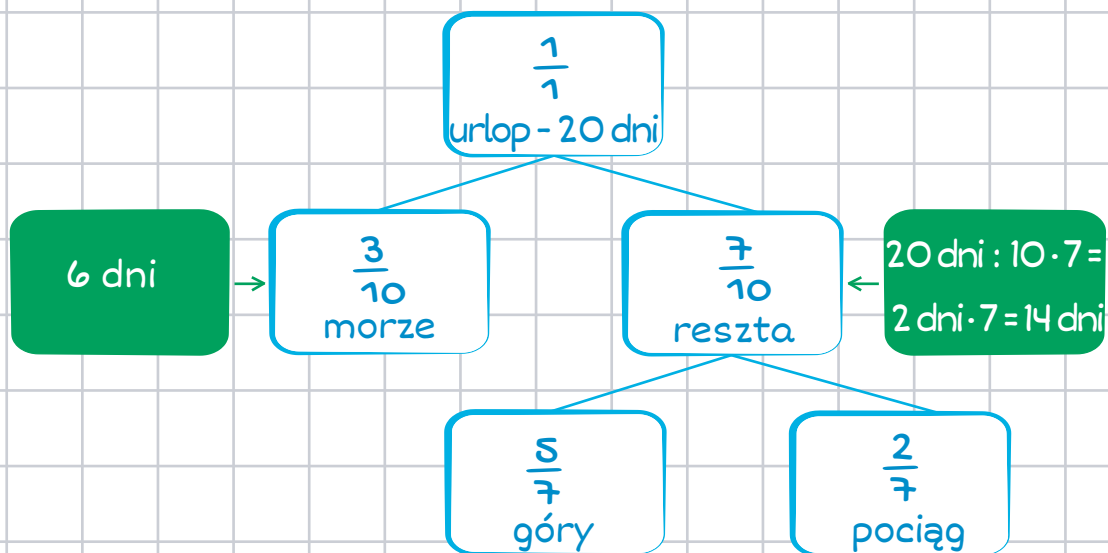 1
1
urlop - 20 dni
6 dni
3
10
morze
7
10
reszta
20 dni : 10 · 7 =
2 dni · 7 = 14 dni
5
7
góry
2
7
pociąg